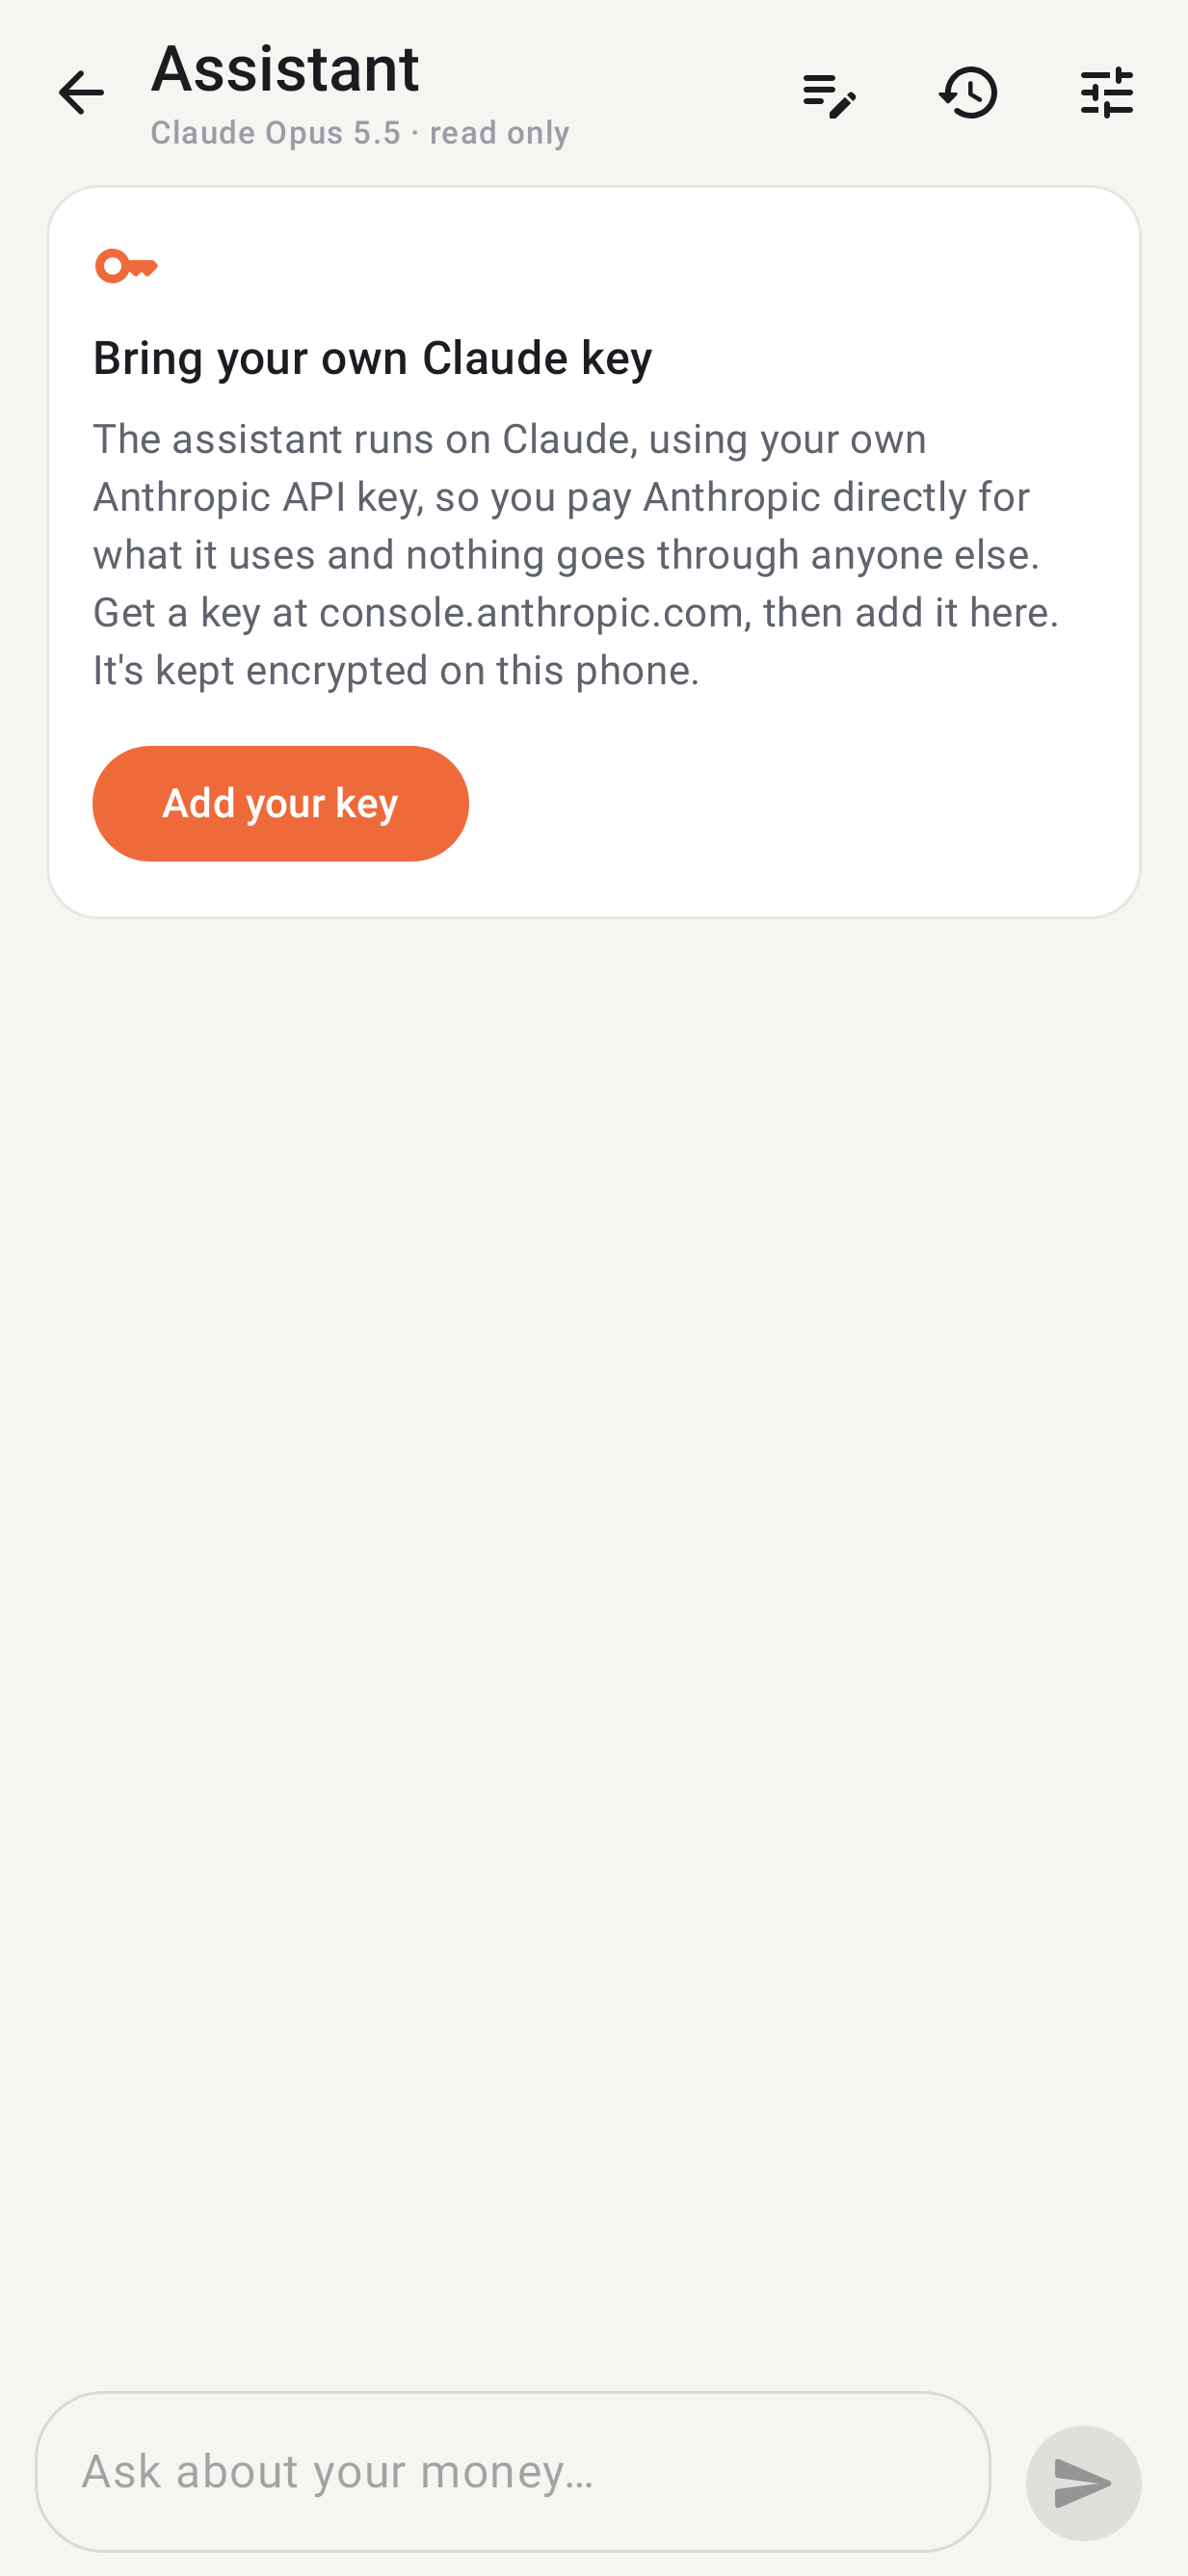 Assistant
Claude Opus 5.5 · read only
Bring your own Claude key
The assistant runs on Claude, using your own
Anthropic API key, so you pay Anthropic directly for
what it uses and nothing goes through anyone else.
Get a key at console.anthropic.com, then add it here.
It's kept encrypted on this phone.
Add your key
Ask about your money…